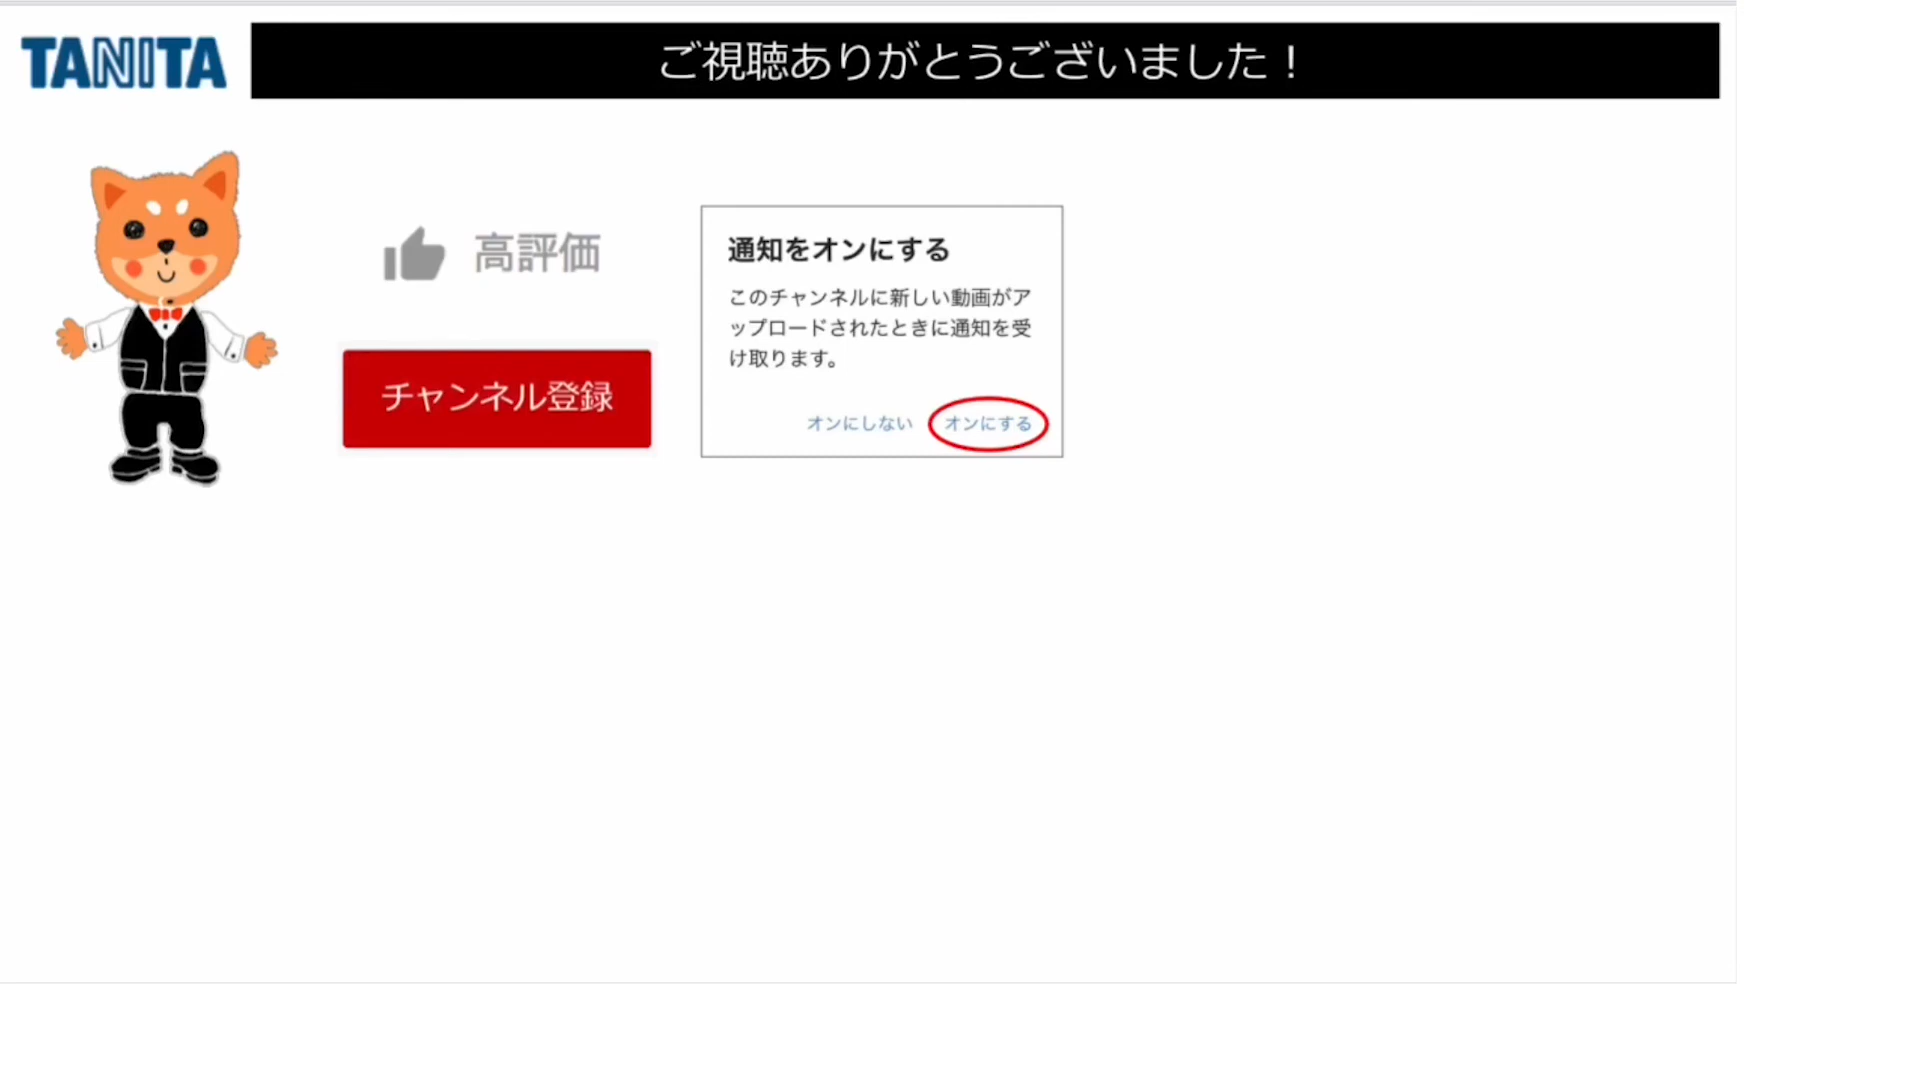 TANITA
ご視聴ありがとうございました！
高評価
チャンネル登録
通知をオンにする
このチャンネルに新しい動画がア
ップロードされたときに通知を受
け取ります。
オンにしない オンにする